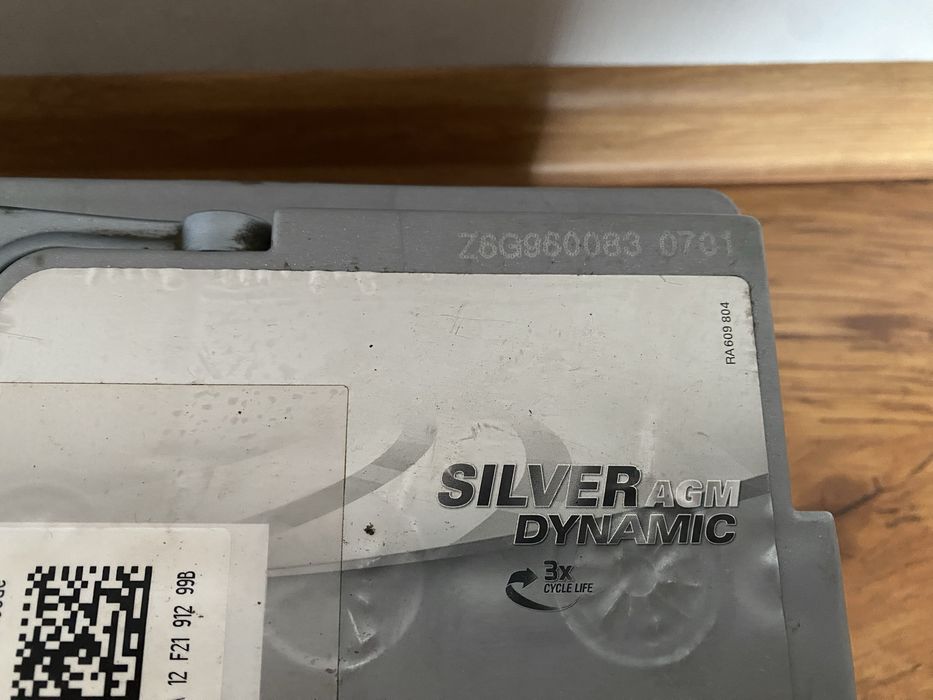 Z6G960083 0701
RA609 804
SILVER AGM
DYNAMIC
3x
CYCLE LIFE
12 F21 912 99B